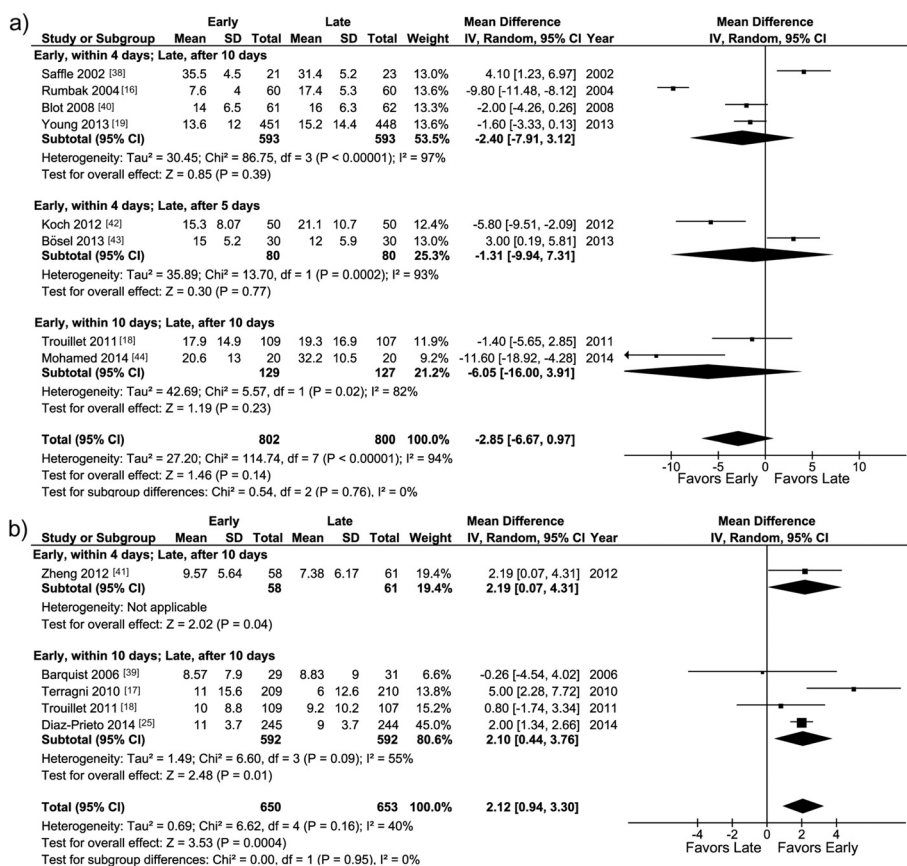 a)
Early Late Mean Difference Mean Difference
Study or Subgroup Mean SD Total Mean SD Total Weight IV, Random, 95% CI Year IV, Random, 95% CI
Early, within 4 days; Late, after 10 days
Saffle 2002 [38] 35.5 4.5 21 31.4 5.2 23 13.0% 4.10 [1.23, 6.97] 2002
Rumbak 2004 [16] 7.6 4 60 17.4 5.3 60 13.6% -9.80 [-11.48, -8.12] 2004
Blot 2008 [40] 14 6.5 61 16 6.3 62 13.3% -2.00 [-4.26, 0.26] 2008
Young 2013 [19] 13.6 12 451 15.2 14.4 448 13.6% -1.60 [-3.33, 0.13] 2013
Subtotal (95% CI) 593 593 53.5% -2.40 [-7.91, 3.12]
Heterogeneity: Tau² = 30.45; Chi² = 86.75, df = 3 (P < 0.00001); I² = 97%
Test for overall effect: Z = 0.85 (P = 0.39)
Early, within 4 days; Late, after 5 days
Koch 2012 [42] 15.3 8.07 50 21.1 10.7 50 12.4% -5.80 [-9.51, -2.09] 2012
Bösel 2013 [43] 15 5.2 30 12 5.9 30 13.0% 3.00 [0.19, 5.81] 2013
Subtotal (95% CI) 80 80 25.3% -1.31 [-9.94, 7.31]
Heterogeneity: Tau² = 35.89; Chi² = 13.70, df = 1 (P = 0.0002); I² = 93%
Test for overall effect: Z = 0.30 (P = 0.77)
Early, within 10 days; Late, after 10 days
Trouillet 2011 [18] 17.9 14.9 109 19.3 16.9 107 11.9% -1.40 [-5.65, 2.85] 2011
Mohamed 2014 [44] 20.6 13 20 32.2 10.5 20 9.2% -11.60 [-18.92, -4.28] 2014
Subtotal (95% CI) 129 127 21.2% -6.05 [-16.00, 3.91]
Heterogeneity: Tau² = 42.69; Chi² = 5.57, df = 1 (P = 0.02); I² = 82%
Test for overall effect: Z = 1.19 (P = 0.23)
Total (95% CI) 802 800 100.0% -2.85 [-6.67, 0.97]
Heterogeneity: Tau² = 27.20; Chi² = 114.74, df = 7 (P < 0.00001); I² = 94%
Test for overall effect: Z = 1.46 (P = 0.14)
Test for subgroup differences: Chi² = 0.54, df = 2 (P = 0.76), I² = 0%
-10 -5 0 5 10
Favors Early Favors Late
b)
Early Late Mean Difference Mean Difference
Study or Subgroup Mean SD Total Mean SD Total Weight IV, Random, 95% CI Year IV, Random, 95% CI
Early, within 4 days; Late, after 10 days
Zheng 2012 [41] 9.57 5.64 58 7.38 6.17 61 19.4% 2.19 [0.07, 4.31] 2012
Subtotal (95% CI) 58 61 19.4% 2.19 [0.07, 4.31]
Heterogeneity: Not applicable
Test for overall effect: Z = 2.02 (P = 0.04)
Early, within 10 days; Late, after 10 days
Barquist 2006 [39] 8.57 7.9 29 8.83 9 31 6.6% -0.26 [-4.54, 4.02] 2006
Terragni 2010 [17] 11 15.6 209 6 12.6 210 13.8% 5.00 [2.28, 7.72] 2010
Trouillet 2011 [18] 10 8.8 109 9.2 10.2 107 15.2% 0.80 [-1.74, 3.34] 2011
Diaz-Prieto 2014 [25] 11 3.7 245 9 3.7 244 45.0% 2.00 [1.34, 2.66] 2014
Subtotal (95% CI) 592 592 80.6% 2.10 [0.44, 3.76]
Heterogeneity: Tau² = 1.49; Chi² = 6.60, df = 3 (P = 0.09); I² = 55%
Test for overall effect: Z = 2.48 (P = 0.01)
Total (95% CI) 650 653 100.0% 2.12 [0.94, 3.30]
Heterogeneity: Tau² = 0.69; Chi² = 6.62, df = 4 (P = 0.16); I² = 40%
Test for overall effect: Z = 3.53 (P = 0.0004)
Test for subgroup differences: Chi² = 0.00, df = 1 (P = 0.95), I² = 0%
-4 -2 0 2 4
Favors Late Favors Early